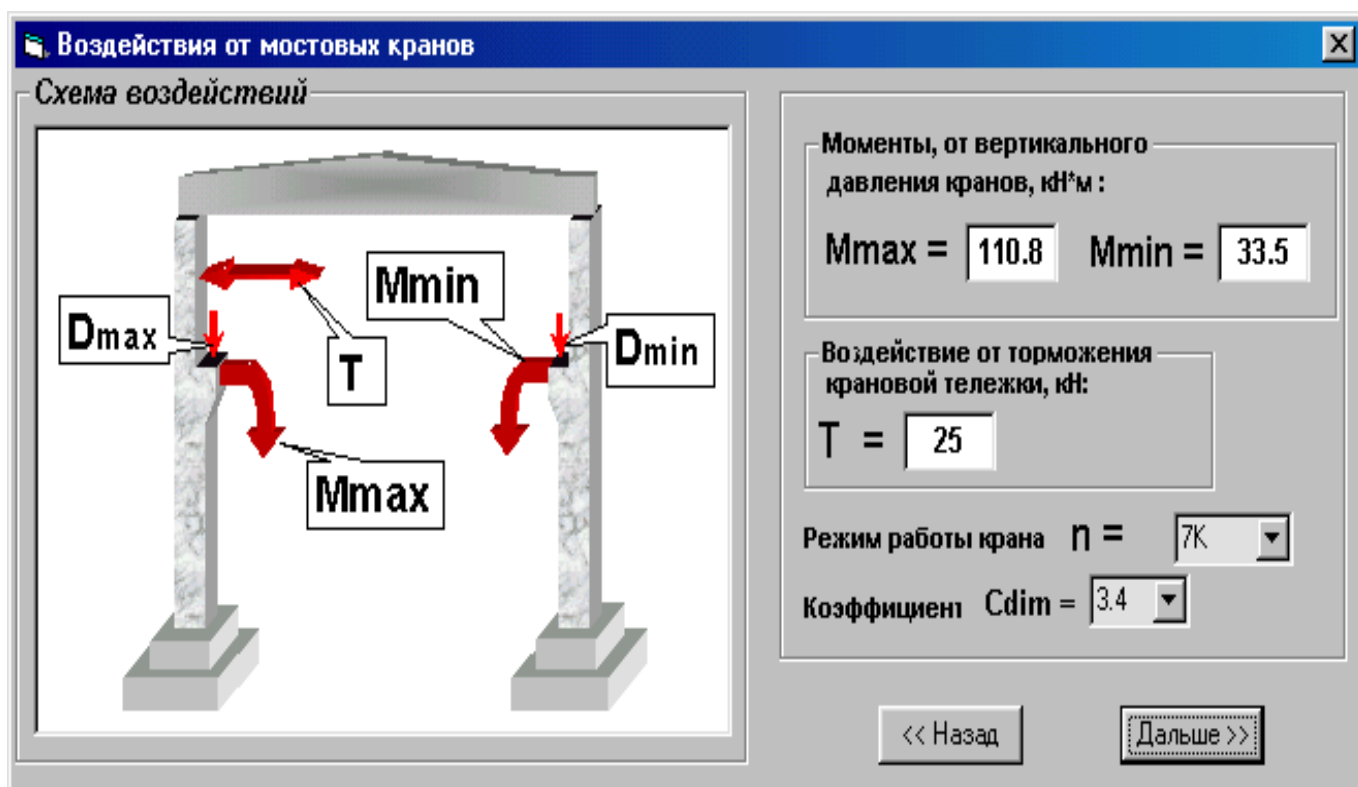 Воздействия от мостовых кранов
Схема воздействий
Dmax
Mmin
T
Dmin
Mmax
Моменты, от вертикального
давления кранов, кН*м :
Mmax = 110.8 Mmin = 33.5
Воздействие от торможения
крановой тележки, кН:
T = 25
Режим работы крана n = 7К
Коэффициент Cdim = 3.4
<< Назад Дальше >>